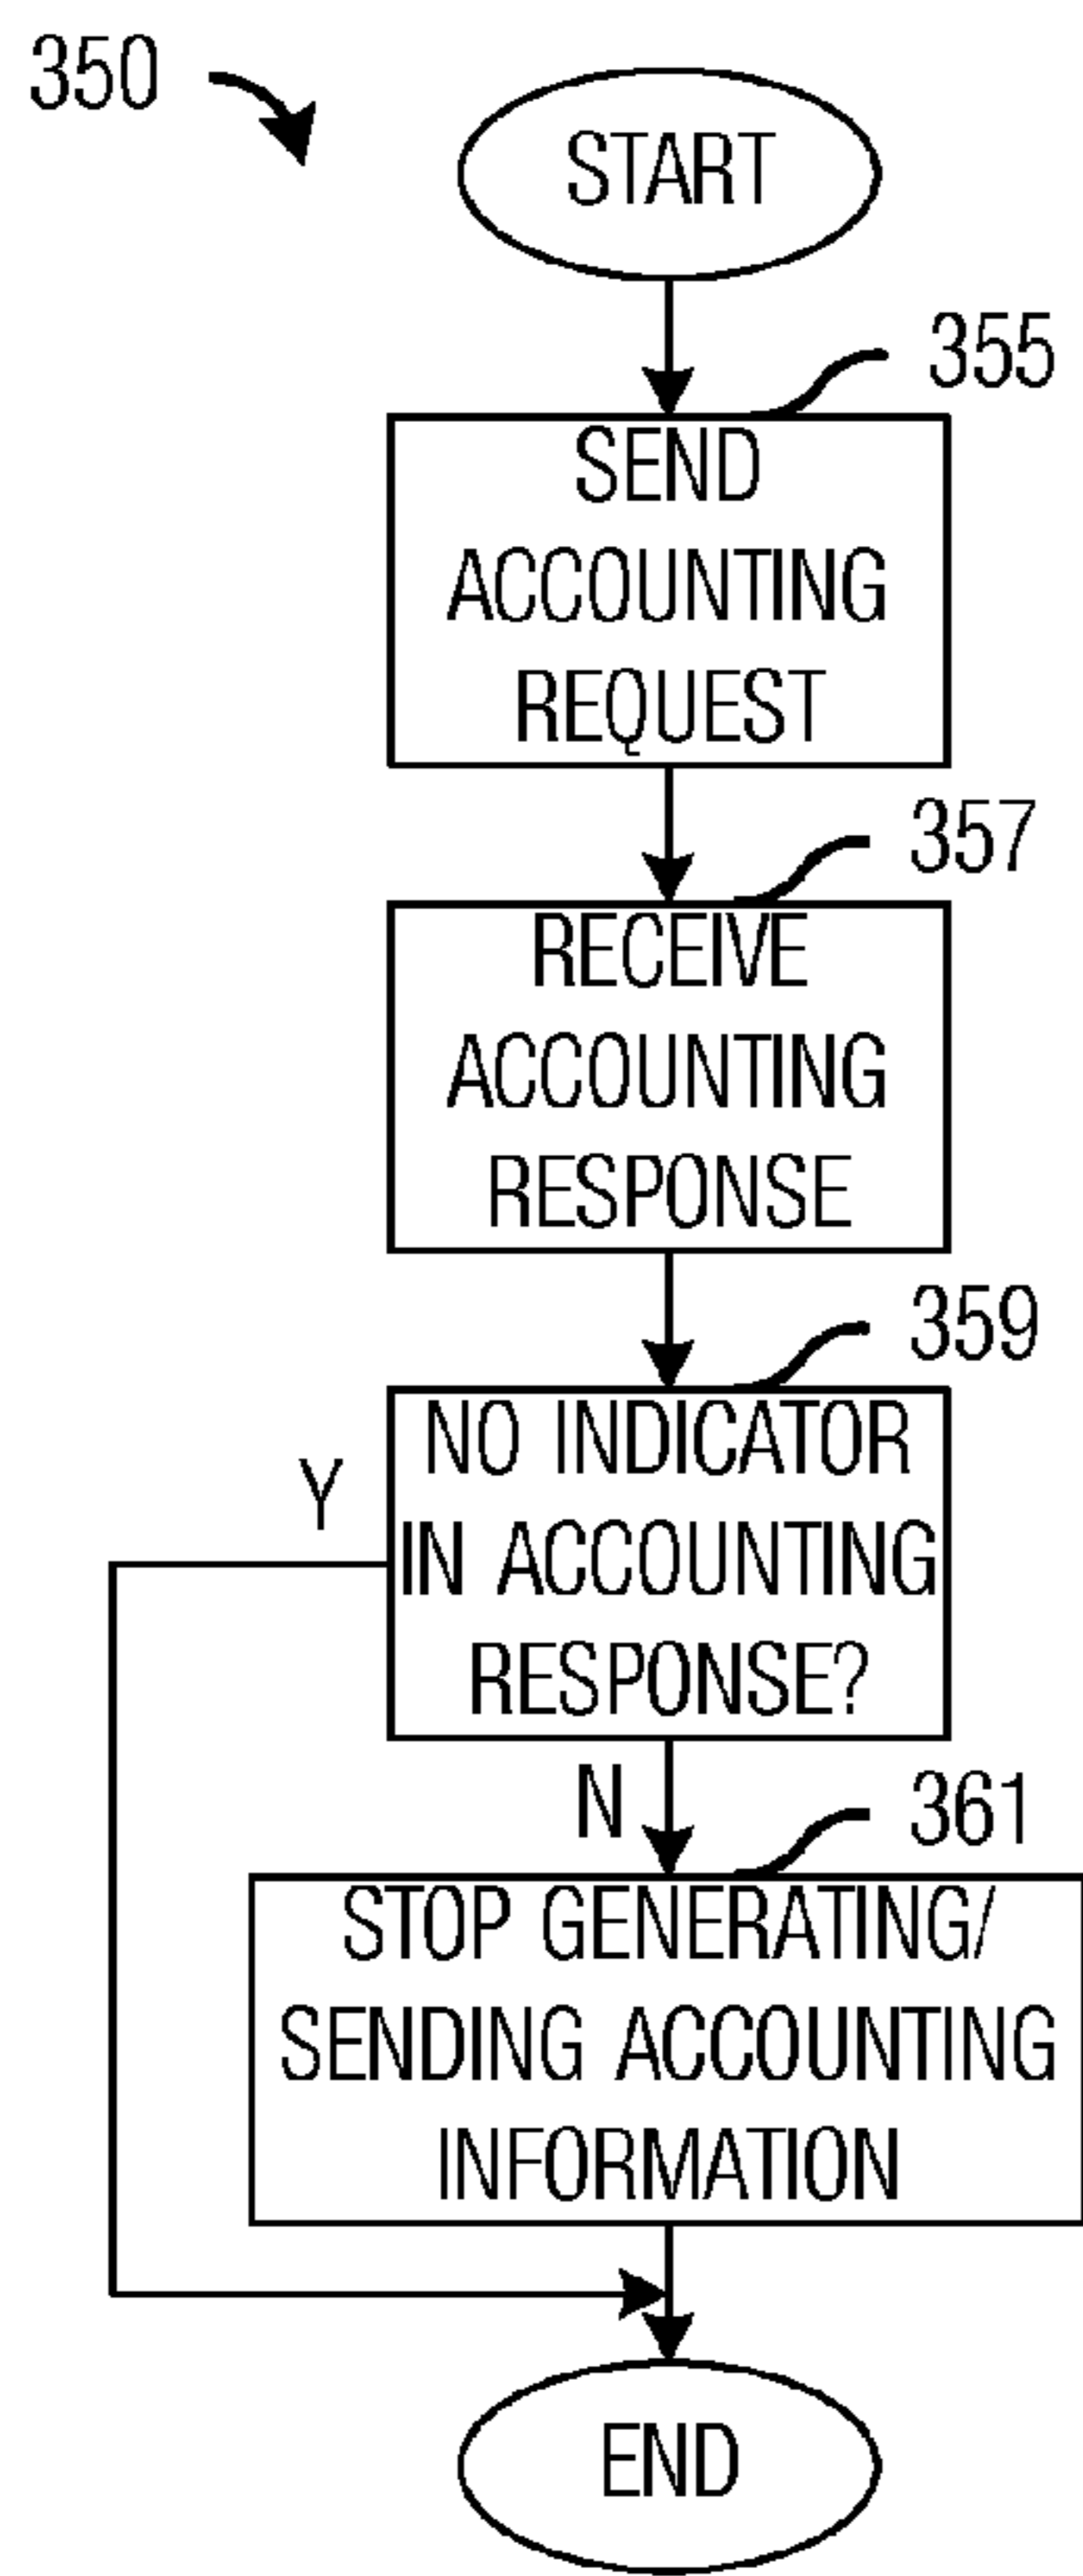 350
START
355
SEND
ACCOUNTING
REQUEST
357
RECEIVE
ACCOUNTING
RESPONSE
359
NO INDICATOR
IN ACCOUNTING
RESPONSE?
Y
N
361
STOP GENERATING/
SENDING ACCOUNTING
INFORMATION
END